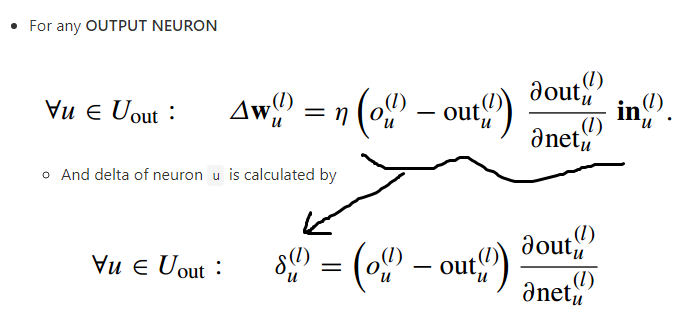 • For any OUTPUT NEURON
∀u ∈ U_out : Δw_u^(l) = η (o_u^(l) − out_u^(l)) ∂out_u^(l) / ∂net_u^(l) in_u^(l).
◦ And delta of neuron u is calculated by
∀u ∈ U_out : δ_u^(l) = (o_u^(l) − out_u^(l)) ∂out_u^(l) / ∂net_u^(l)